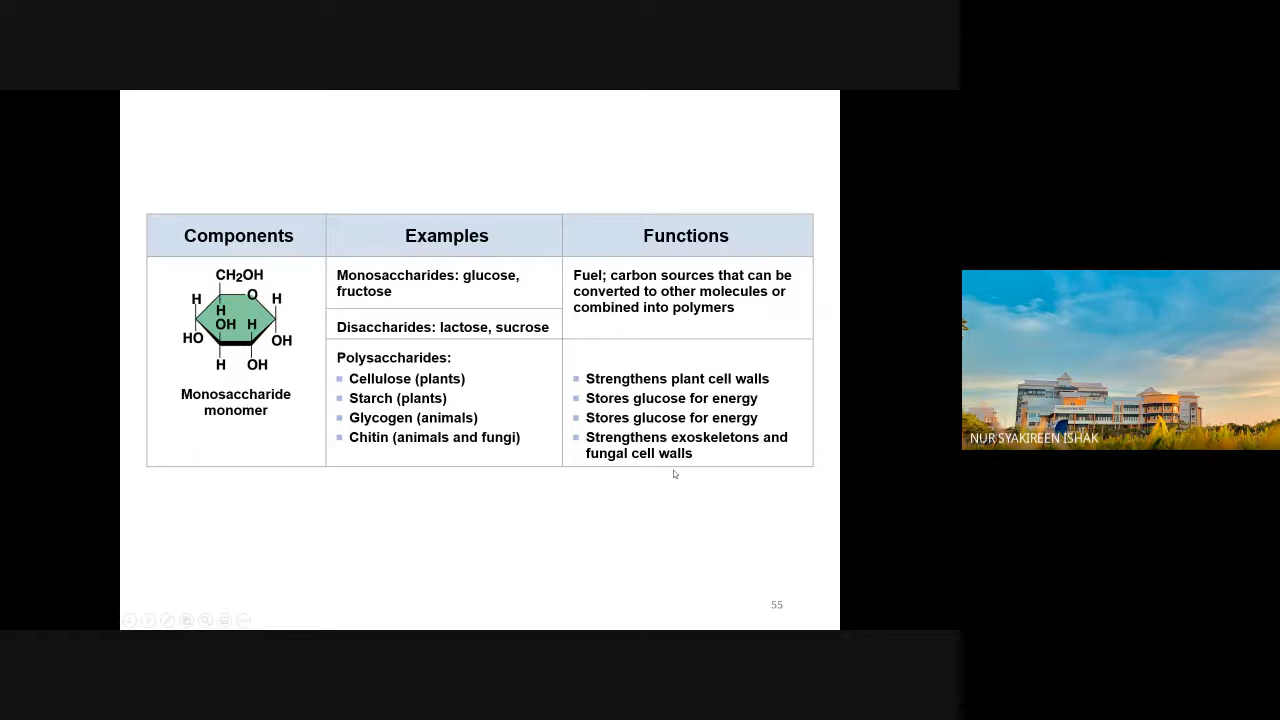 Components
Examples
Functions
CH2OH
H
O
H
H
OH
H
HO
OH
H
OH
Monosaccharide
monomer
Monosaccharides: glucose,
fructose
Disaccharides: lactose, sucrose
Fuel; carbon sources that can be
converted to other molecules or
combined into polymers
Polysaccharides:
Cellulose (plants)
Starch (plants)
Glycogen (animals)
Chitin (animals and fungi)
Strengthens plant cell walls
Stores glucose for energy
Stores glucose for energy
Strengthens exoskeletons and
fungal cell walls
55
NUR SYAKIREEN ISHAK